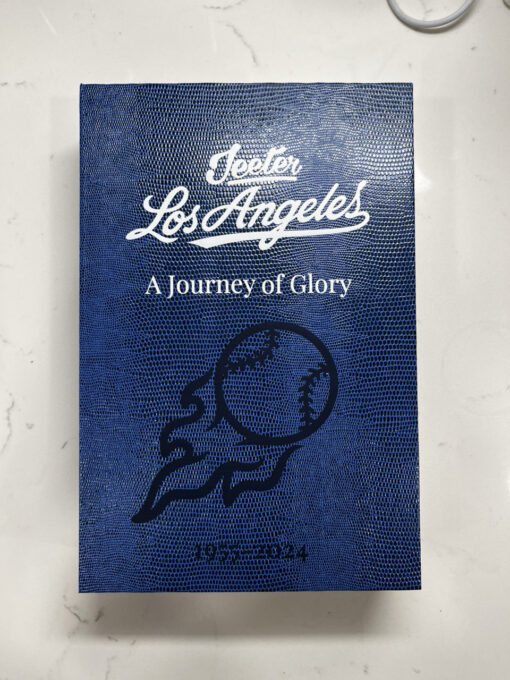 Jeeter
Los Angeles
A Journey of Glory
1955-2024